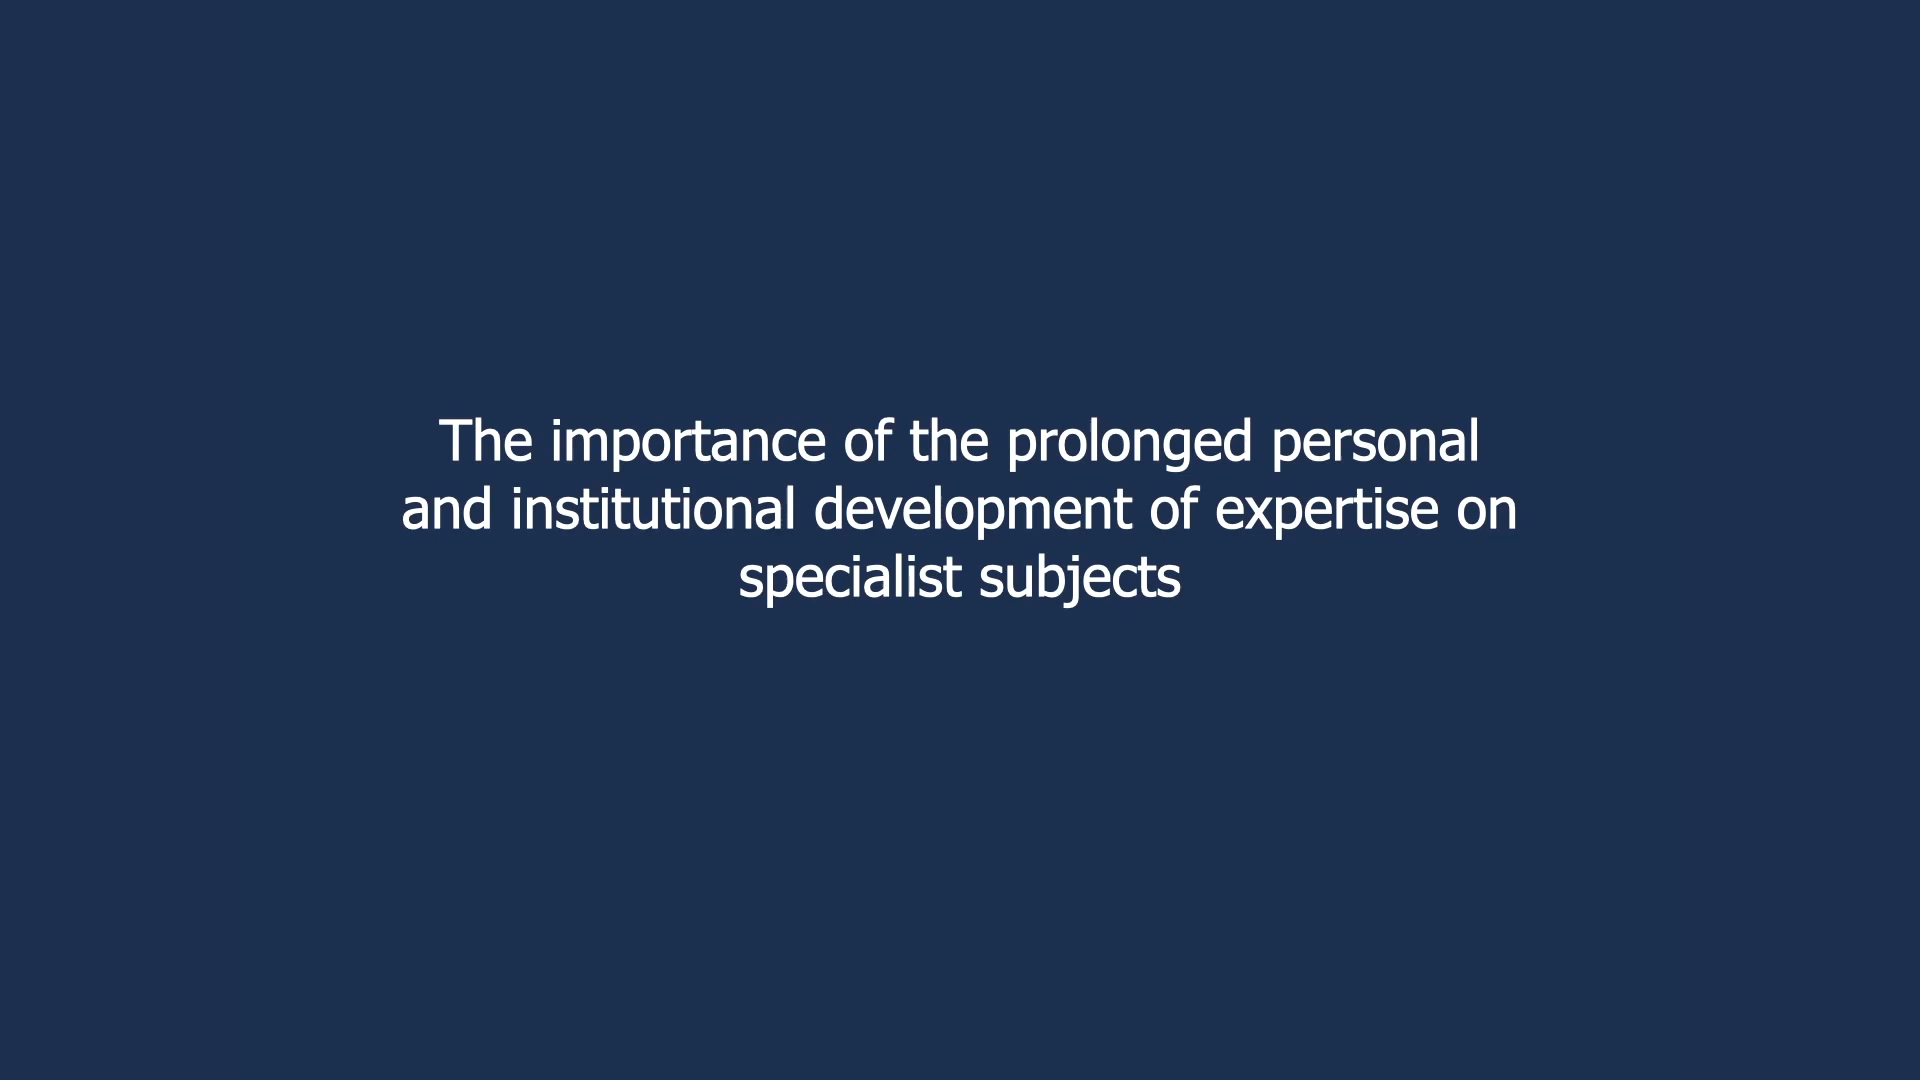 The importance of the prolonged personal
and institutional development of expertise on
specialist subjects